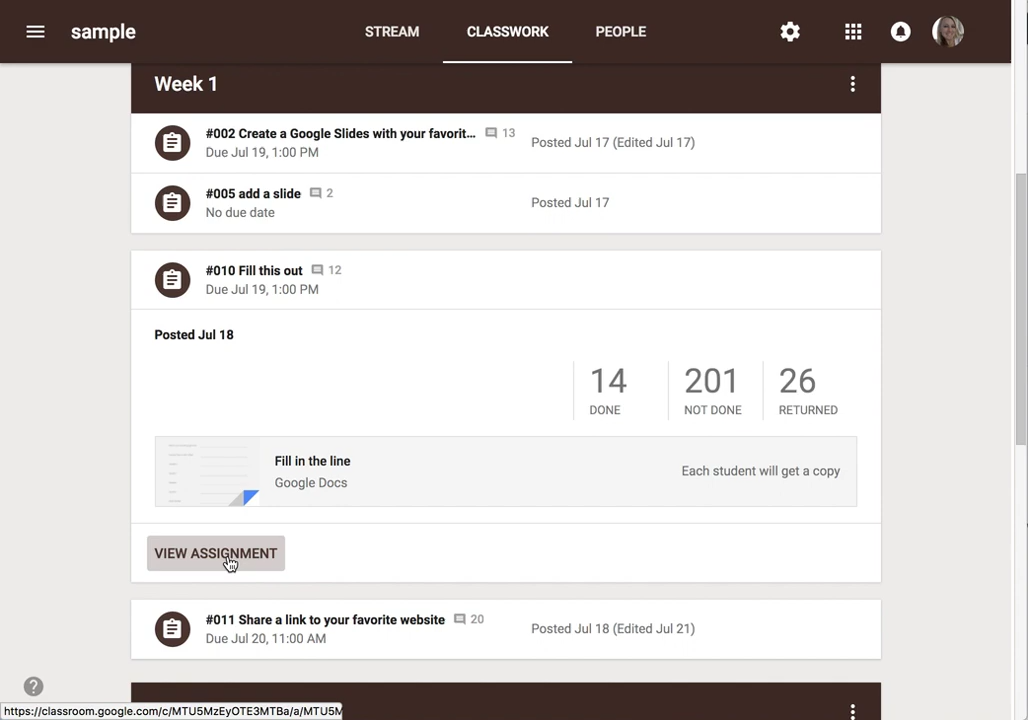 sample
STREAM
CLASSWORK
PEOPLE
Week 1
#002 Create a Google Slides with your favorit... 13
Due Jul 19, 1:00 PM
Posted Jul 17 (Edited Jul 17)
#005 add a slide 2
No due date
Posted Jul 17
#010 Fill this out 12
Due Jul 19, 1:00 PM
Posted Jul 18
14
DONE
201
NOT DONE
26
RETURNED
Fill in the line
Google Docs
Each student will get a copy
VIEW ASSIGNMENT
#011 Share a link to your favorite website 20
Due Jul 20, 11:00 AM
Posted Jul 18 (Edited Jul 21)
?
https://classroom.google.com/c/MTU5MzEyOTE3MTBa/a/MTU5M